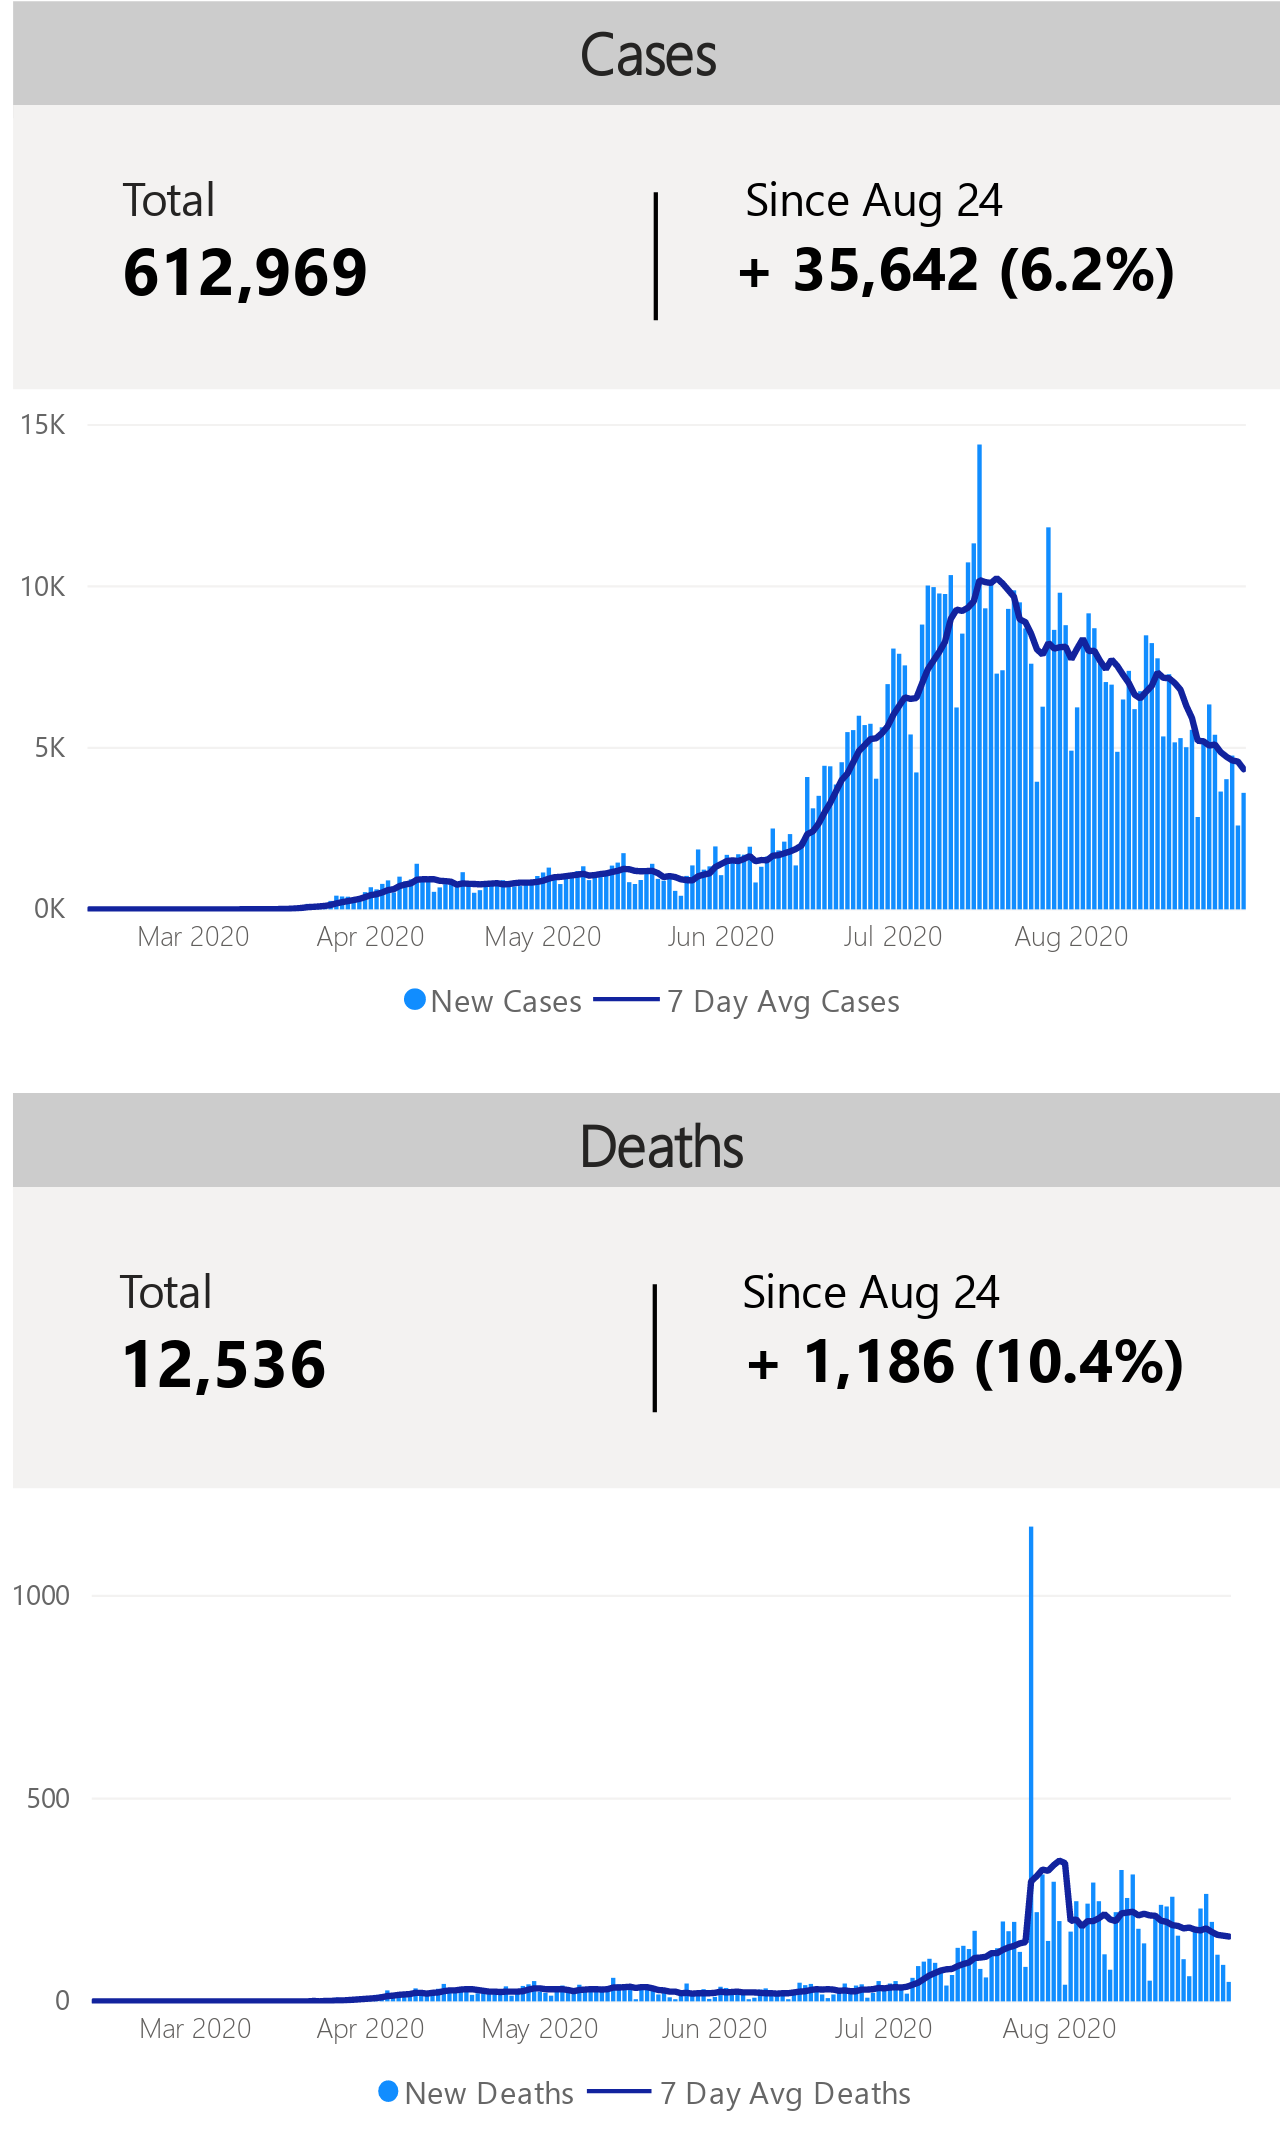 Cases
Total
Since Aug 24
612,969
+ 35,642 (6.2%)
15K
10K
5K
0K
Mar 2020 Apr 2020 May 2020 Jun 2020 Jul 2020 Aug 2020
New Cases 7 Day Avg Cases
Deaths
Total
Since Aug 24
12,536
+ 1,186 (10.4%)
1000
500
0
Mar 2020 Apr 2020 May 2020 Jun 2020 Jul 2020 Aug 2020
New Deaths 7 Day Avg Deaths